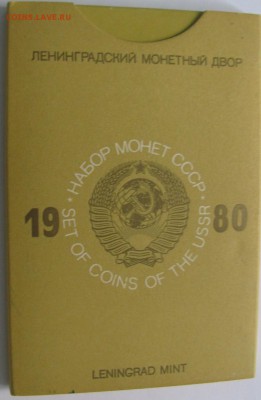 COINS.LAVE.RU
ЛЕНИНГРАДСКИЙ МОНЕТНЫЙ ДВОР
• НАБОР МОНЕТ СССР •
19 80
SET OF COINS OF THE USSR
LENINGRAD MINT